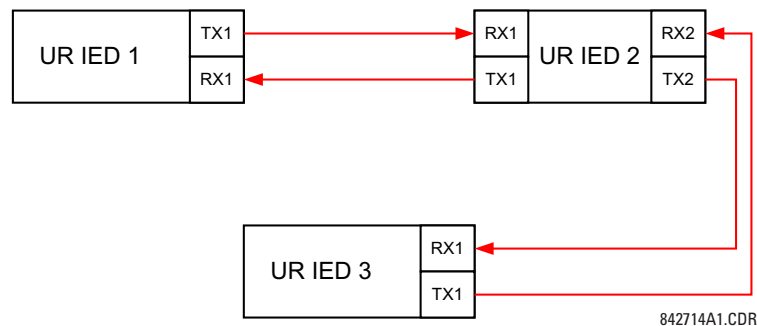 UR IED 1
TX1
RX1
RX1
TX1
UR IED 2
RX2
TX2
UR IED 3
RX1
TX1
842714A1.CDR